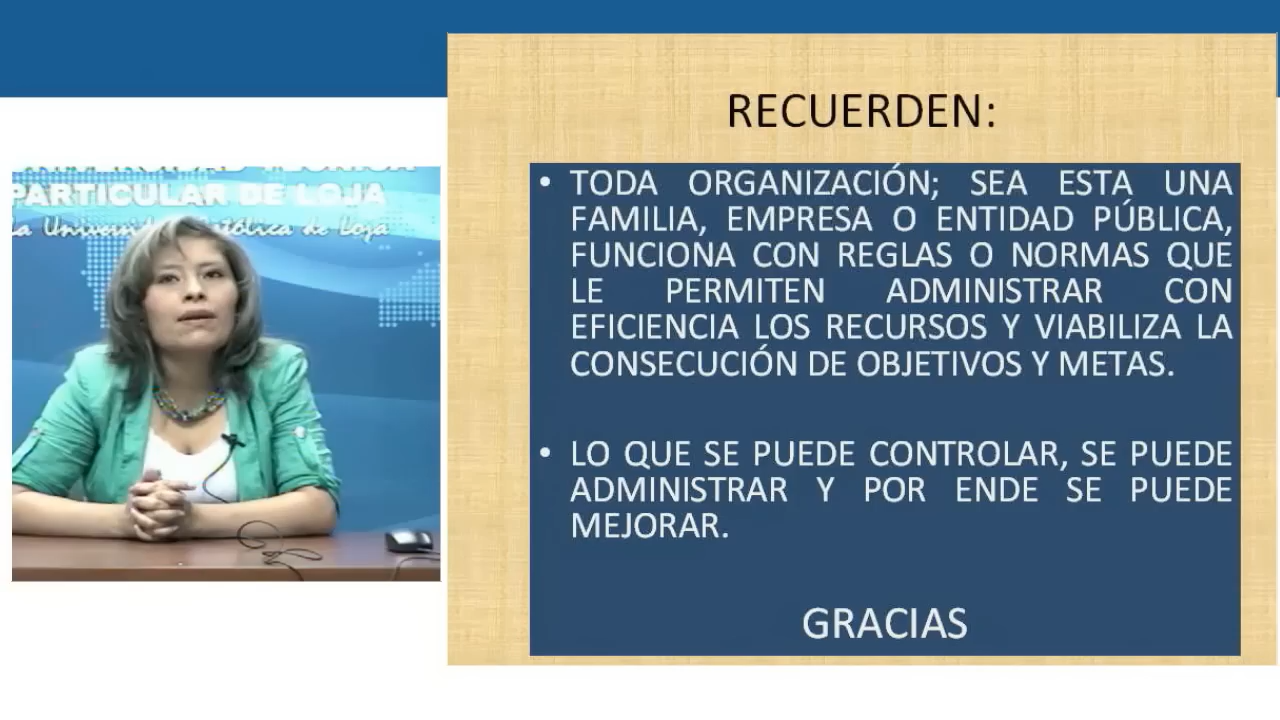 PARTICULAR DE LOJA
RECUERDEN:
• TODA ORGANIZACIÓN; SEA ESTA UNA
FAMILIA, EMPRESA O ENTIDAD PÚBLICA,
FUNCIONA CON REGLAS O NORMAS QUE
LE PERMITEN ADMINISTRAR CON
EFICIENCIA LOS RECURSOS Y VIABILIZA LA
CONSECUCIÓN DE OBJETIVOS Y METAS.
• LO QUE SE PUEDE CONTROLAR, SE PUEDE
ADMINISTRAR Y POR ENDE SE PUEDE
MEJORAR.
GRACIAS